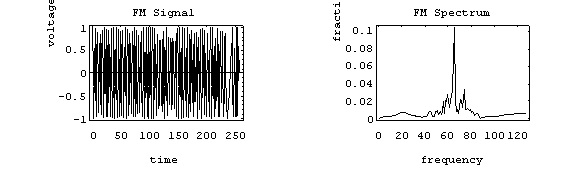 FM Signal
voltage
1
0.5
0
-0.5
-1
0 50 100 150 200 250
time
FM Spectrum
fracti
0.1
0.08
0.06
0.04
0.02
0 20 40 60 80 100 120
frequency